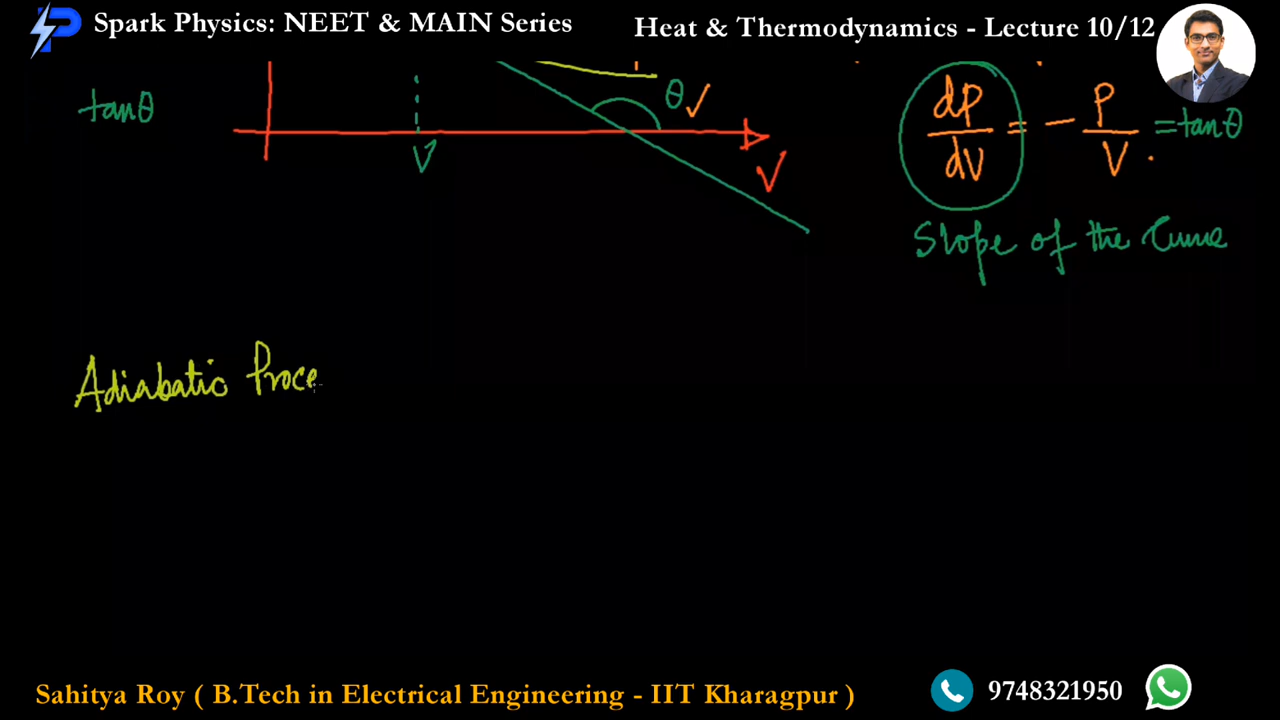 Spark Physics: NEET & MAIN Series
Heat & Thermodynamics - Lecture 10/12
tanθ
θ ✓
V
V
dP/dV = - P/V = tanθ
Slope of the Curve
Adiabatic Proce
Sahitya Roy ( B.Tech in Electrical Engineering - IIT Kharagpur )
9748321950